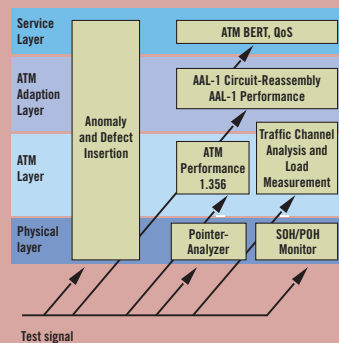 Service
Layer
ATM BERT, QoS
ATM
Adaption
Layer
AAL-1 Circuit-Reassembly
AAL-1 Performance
Anomaly
and Defect
Insertion
ATM
Layer
ATM
Performance
1.356
Traffic Channel
Analysis and
Load
Measurement
Physical
layer
Pointer-
Analyzer
SOH/POH
Monitor
Test signal